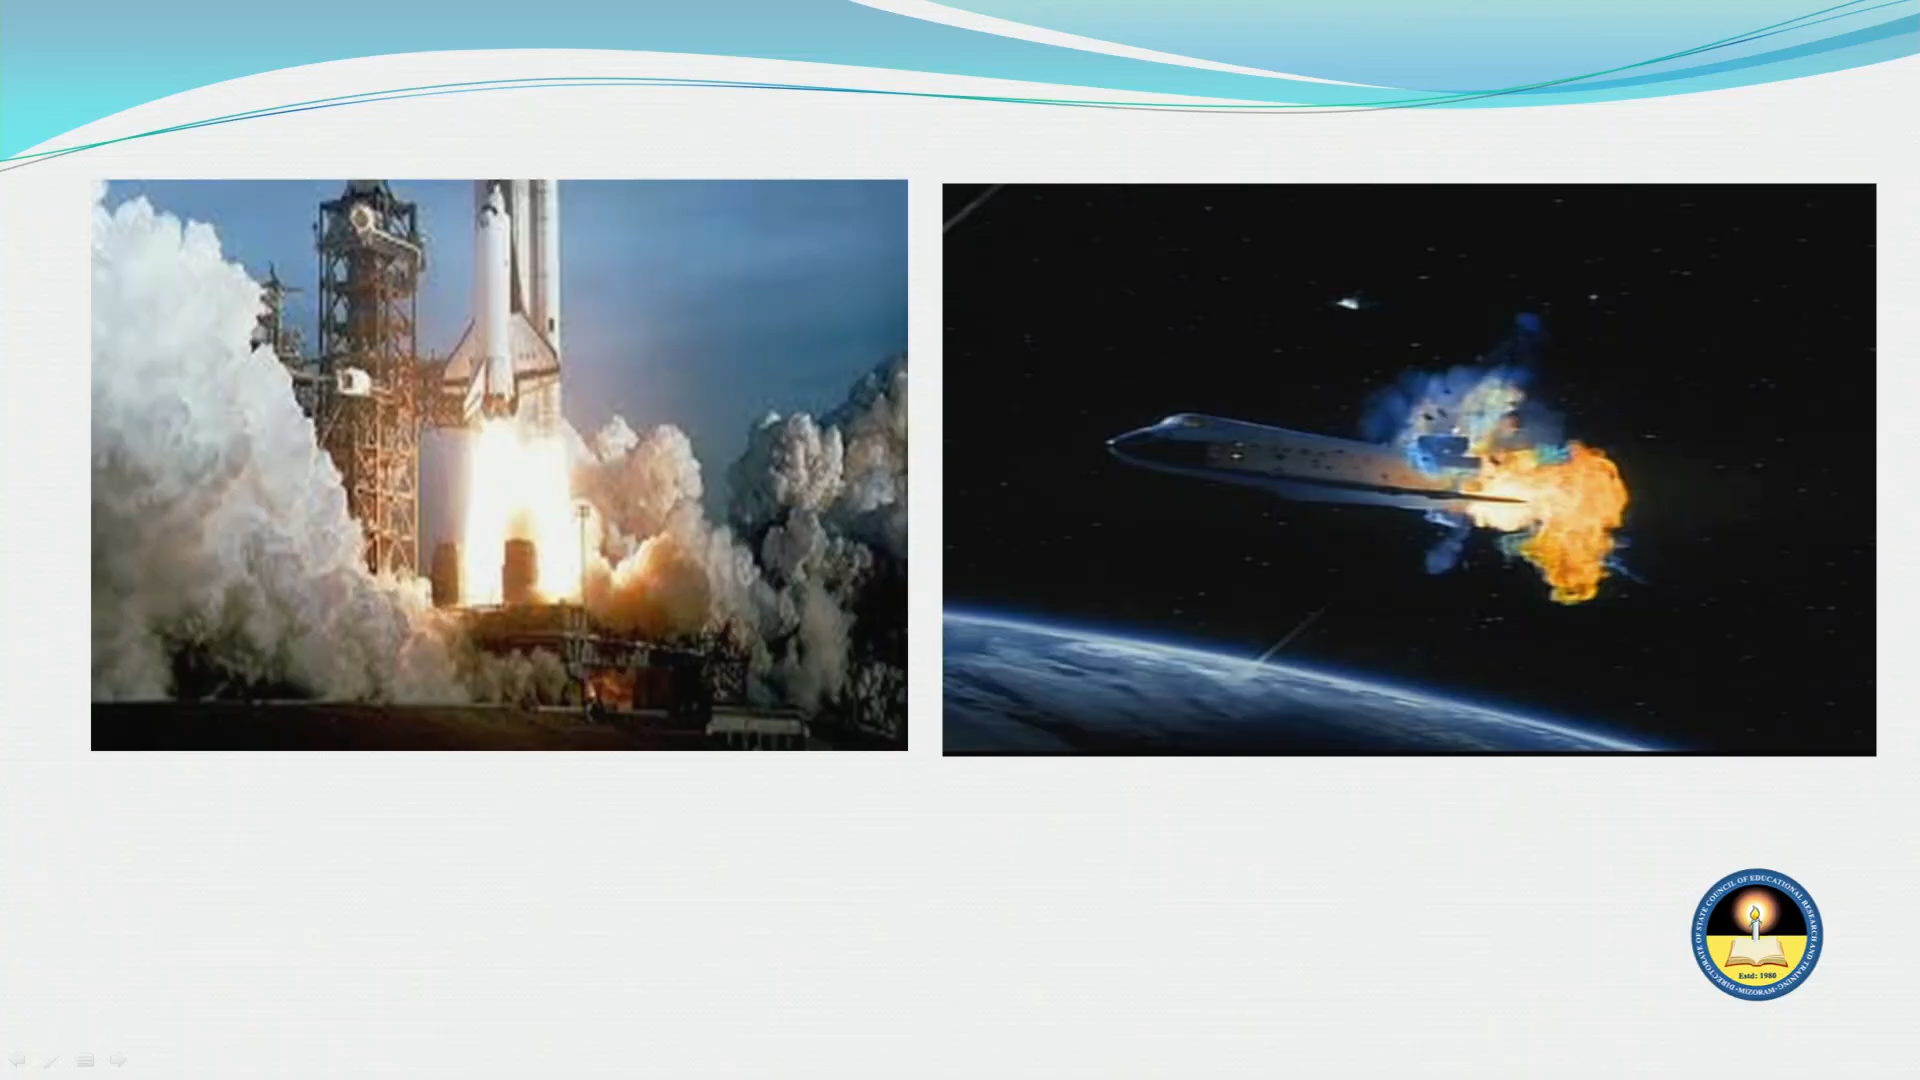 DIRECTORATE OF STATE COUNCIL OF EDUCATIONAL RESEARCH AND TRAINING
Estd: 1980
·MIZORAM·